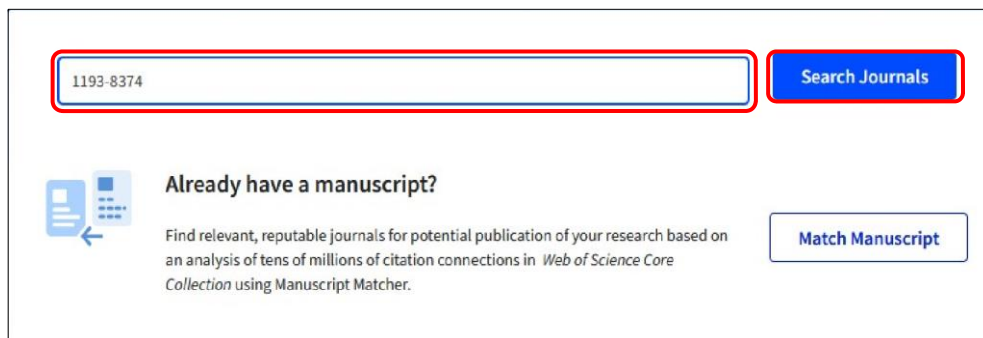 1193-8374
Search Journals
Already have a manuscript?
Find relevant, reputable journals for potential publication of your research based on
an analysis of tens of millions of citation connections in Web of Science Core
Collection using Manuscript Matcher.
Match Manuscript